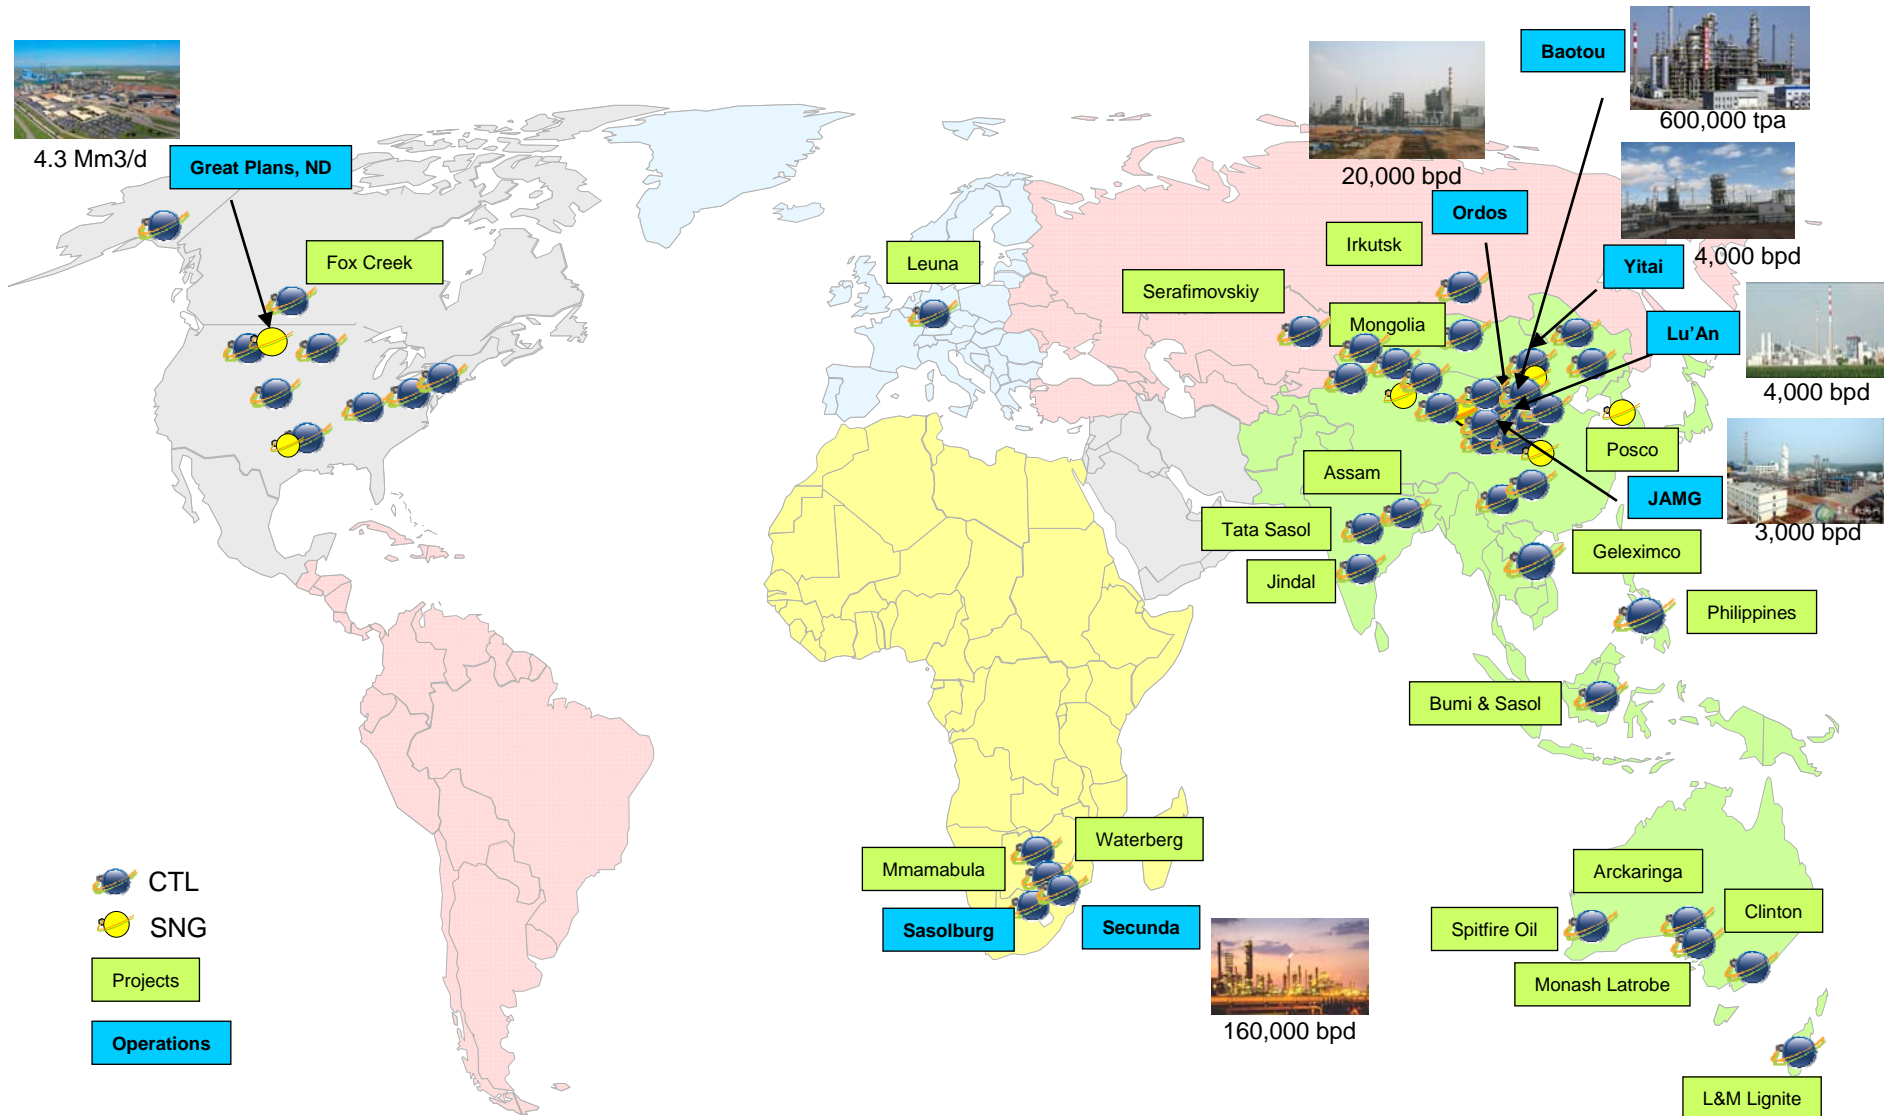 Baotou
600,000 tpa
4.3 Mm3/d
Great Plans, ND
20,000 bpd
Ordos
4,000 bpd
Fox Creek
Leuna
Irkutsk
Yitai
Serafimovskiy
Mongolia
Lu'An
4,000 bpd
Posco
Assam
JAMG
3,000 bpd
Tata Sasol
Geleximco
Jindal
Philippines
Bumi & Sasol
Waterberg
Mmamabula
Arckaringa
CTL
Clinton
SNG
Sasolburg
Secunda
Spitfire Oil
Projects
Monash Latrobe
160,000 bpd
Operations
L&M Lignite